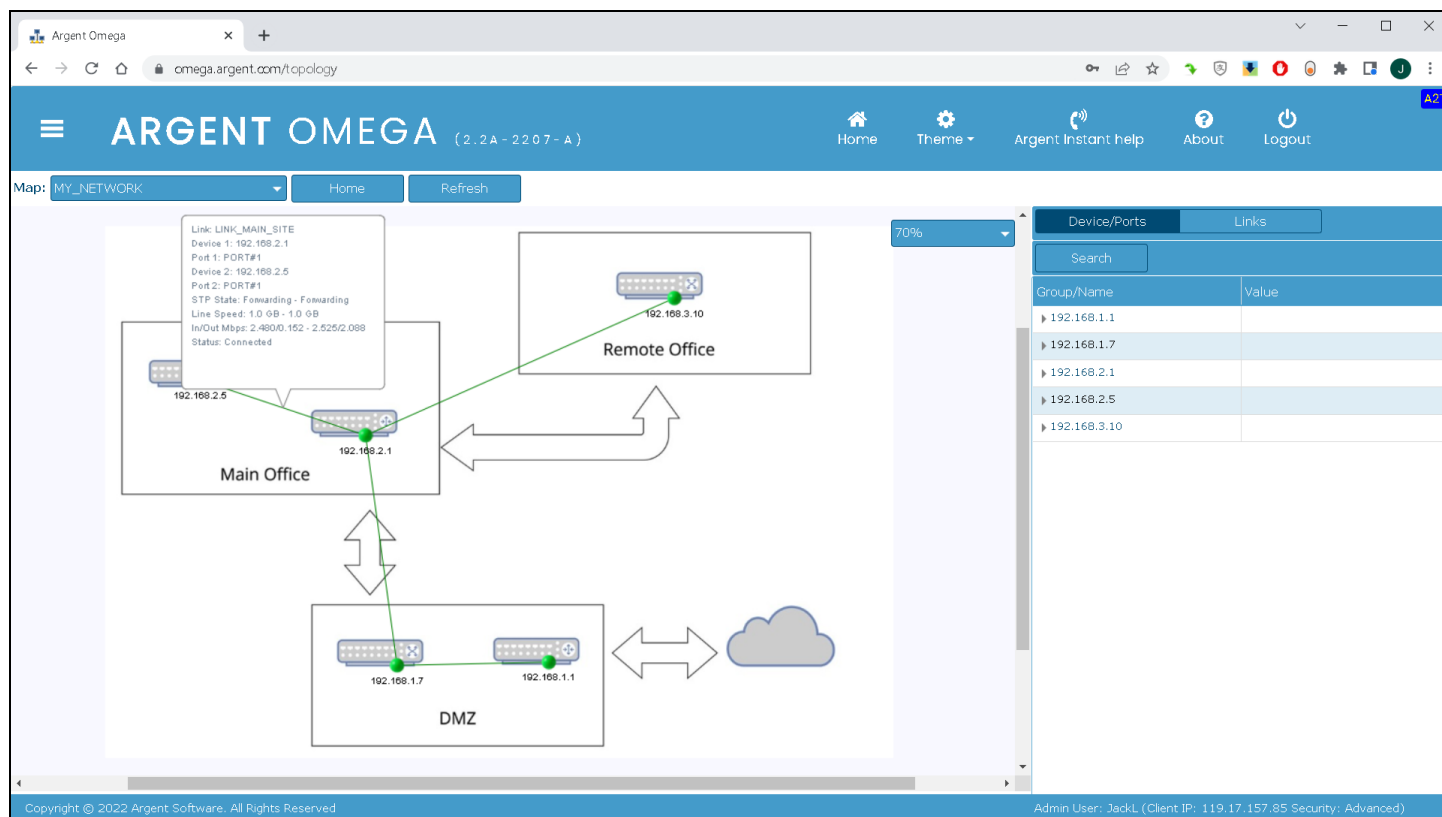 Argent Omega
omega.argent.com/topology
J
A2T
ARGENT OMEGA (2.2A-2207-A)
Home
Theme
Argent Instant help
About
Logout
Map:
MY_NETWORK
Home
Refresh
70%
Link: LINK_MAIN_SITE
Device 1: 192.168.2.1
Port 1: PORT#1
Device 2: 192.168.2.5
Port 2: PORT#1
STP State: Forwarding - Forwarding
Line Speed: 1.0 GB - 1.0 GB
In/Out Mbps: 2.480/0.152 - 2.525/2.088
Status: Connected
192.168.3.10
Remote Office
192.168.2.5
192.168.2.1
Main Office
192.168.1.7
192.168.1.1
DMZ
Device/Ports
Links
Search
Group/Name
Value
192.168.1.1
192.168.1.7
192.168.2.1
192.168.2.5
192.168.3.10
Copyright © 2022 Argent Software. All Rights Reserved
Admin User: JackL (Client IP: 119.17.157.85 Security: Advanced)